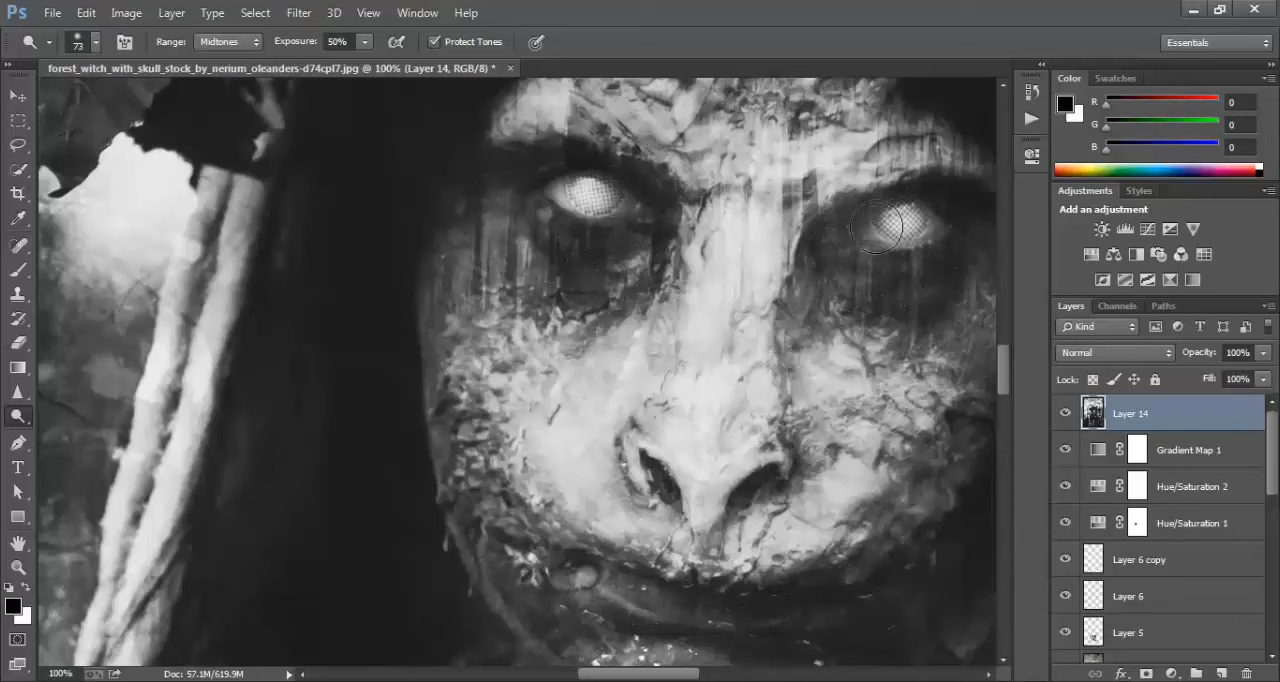 Ps File Edit Image Layer Type Select Filter 3D View Window Help
73 Range: Midtones Exposure: 50% Protect Tones Essentials
forest_witch_with_skull_stock_by_nerium_oleanders-d74cpf7.jpg @ 100% (Layer 14, RGB/8) *
Color Swatches
R 0
G 0
B 0
Adjustments Styles
Add an adjustment
Layers Channels Paths
Kind
Normal Opacity: 100%
Lock: Fill: 100%
Layer 14
Gradient Map 1
Hue/Saturation 2
Hue/Saturation 1
Layer 6 copy
Layer 6
Layer 5
100% Doc: 57.1M/619.9M